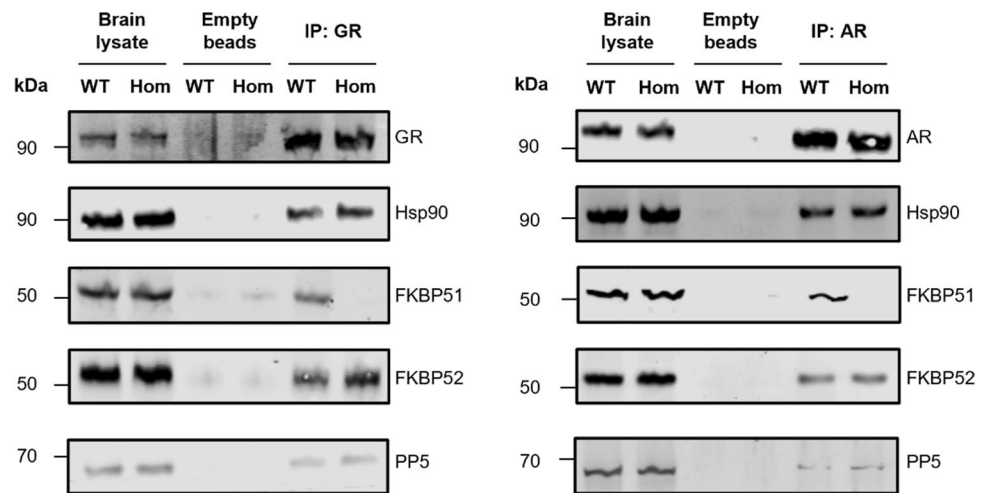 Brain lysate Empty beads IP: GR
kDa WT Hom WT Hom WT Hom
90 GR
90 Hsp90
50 FKBP51
50 FKBP52
70 PP5
Brain lysate Empty beads IP: AR
kDa WT Hom WT Hom WT Hom
90 AR
90 Hsp90
50 FKBP51
50 FKBP52
70 PP5